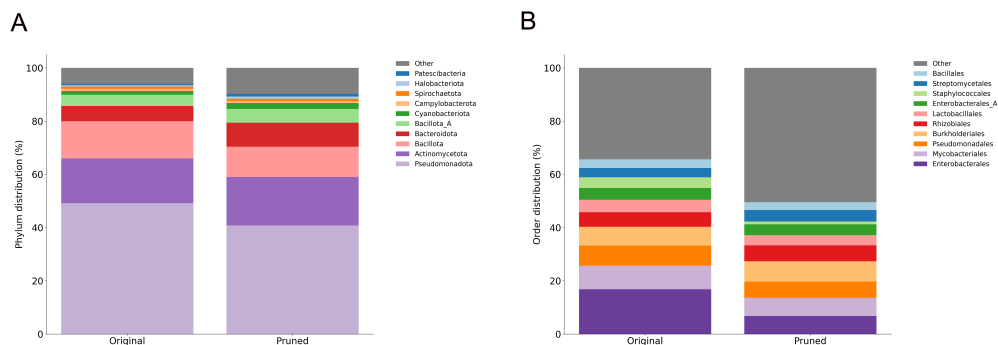 A
Phylum distribution (%)
100
80
60
40
20
0
Original
Pruned
Other
Patescibacteria
Halobacteriota
Spirochaetota
Campylobacterota
Cyanobacteriota
Bacillota_A
Bacteroidota
Bacillota
Actinomycetota
Pseudomonadota
B
Order distribution (%)
100
80
60
40
20
0
Original
Pruned
Other
Bacillales
Streptomycetales
Staphylococcales
Enterobacterales_A
Lactobacillales
Rhizobiales
Burkholderiales
Pseudomonadales
Mycobacteriales
Enterobacterales